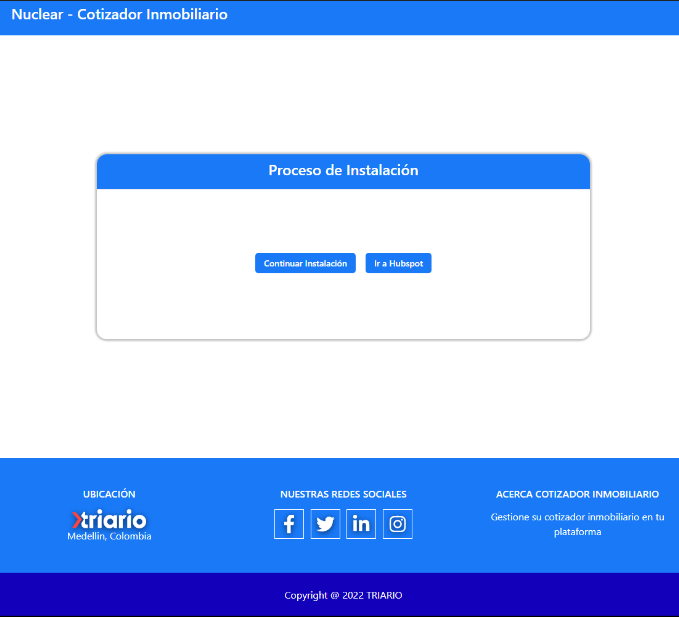 Nuclear - Cotizador Inmobiliario
Proceso de Instalación
Continuar Instalación
Ir a Hubspot
UBICACIÓN
triario
Medellín, Colombia
NUESTRAS REDES SOCIALES
ACERCA COTIZADOR INMOBILIARIO
Gestione su cotizador inmobiliario en tu
plataforma
Copyright @ 2022 TRIARIO